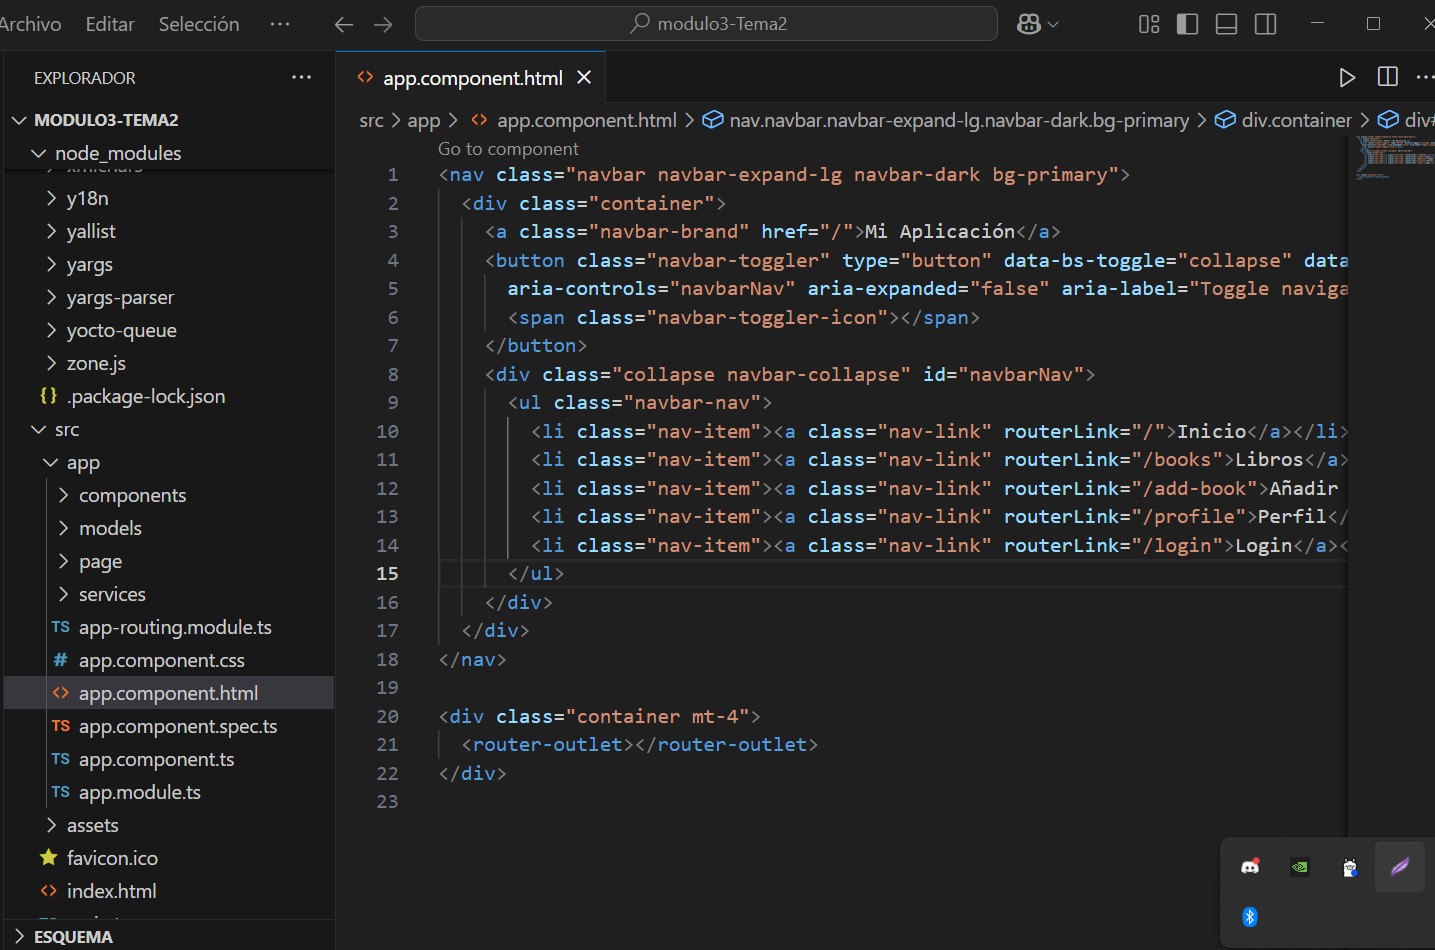 Archivo Editar Selección ··· modulo3-Tema2
EXPLORADOR ···
app.component.html
MODULO3-TEMA2
src > app > app.component.html > nav.navbar.navbar-expand-lg.navbar-dark.bg-primary > div.container > div#
node_modules
Go to component
y18n
yallist
yargs
yargs-parser
yocto-queue
zone.js
{} .package-lock.json
src
app
components
models
page
services
TS app-routing.module.ts
# app.component.css
<> app.component.html
TS app.component.spec.ts
TS app.component.ts
TS app.module.ts
assets
favicon.ico
<> index.html
ESQUEMA
1 <nav class="navbar navbar-expand-lg navbar-dark bg-primary">
2 <div class="container">
3 <a class="navbar-brand" href="/">Mi Aplicación</a>
4 <button class="navbar-toggler" type="button" data-bs-toggle="collapse" data
5 aria-controls="navbarNav" aria-expanded="false" aria-label="Toggle naviga
6 <span class="navbar-toggler-icon"></span>
7 </button>
8 <div class="collapse navbar-collapse" id="navbarNav">
9 <ul class="navbar-nav">
10 <li class="nav-item"><a class="nav-link" routerLink="/">Inicio</a></li>
11 <li class="nav-item"><a class="nav-link" routerLink="/books">Libros</a>
12 <li class="nav-item"><a class="nav-link" routerLink="/add-book">Añadir
13 <li class="nav-item"><a class="nav-link" routerLink="/profile">Perfil</
14 <li class="nav-item"><a class="nav-link" routerLink="/login">Login</a><
15 </ul>
16 </div>
17 </div>
18 </nav>
19
20 <div class="container mt-4">
21 <router-outlet></router-outlet>
22 </div>
23